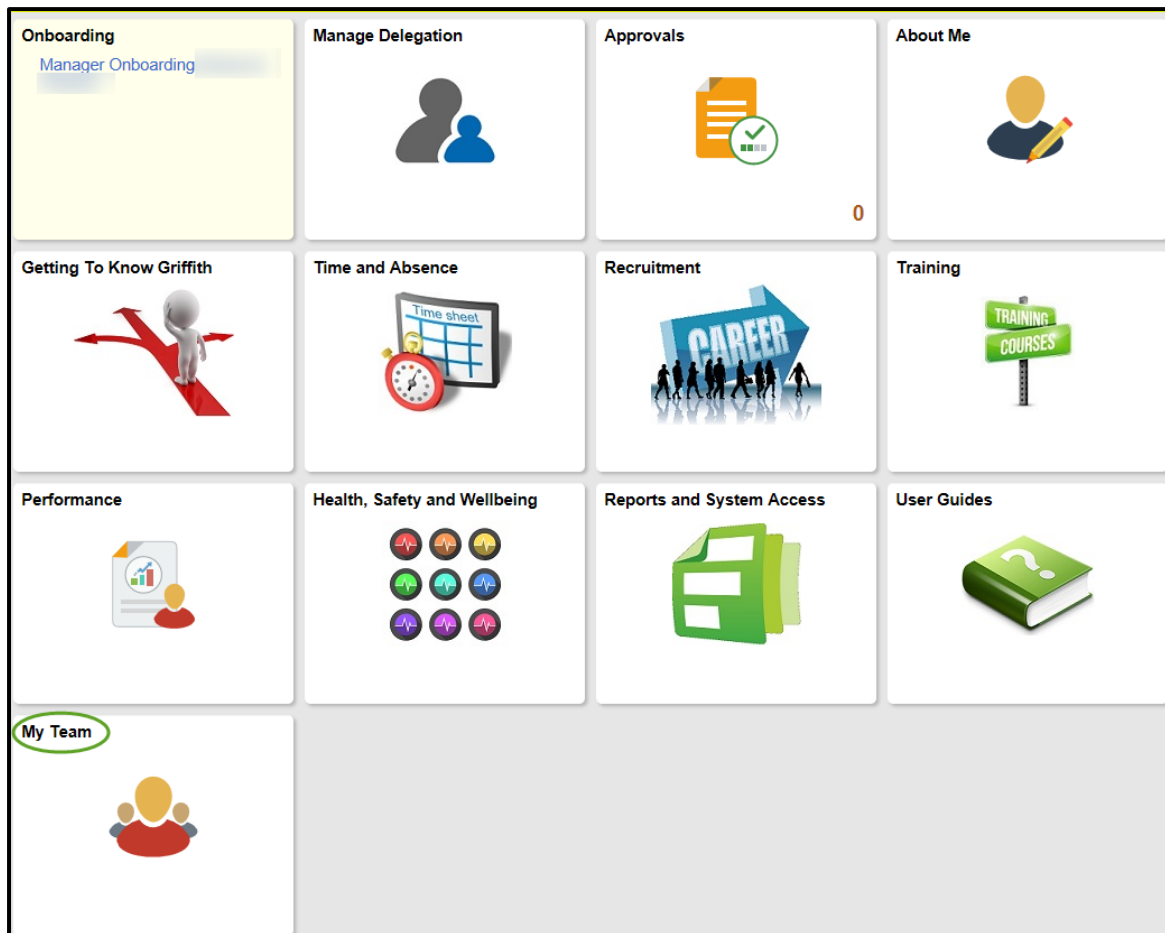 Onboarding
Manager Onboarding
Manage Delegation
Approvals
0
About Me
Getting To Know Griffith
Time and Absence
Time sheet
Recruitment
CAREER
Training
TRAINING
COURSES
Performance
Health, Safety and Wellbeing
Reports and System Access
User Guides
?
My Team